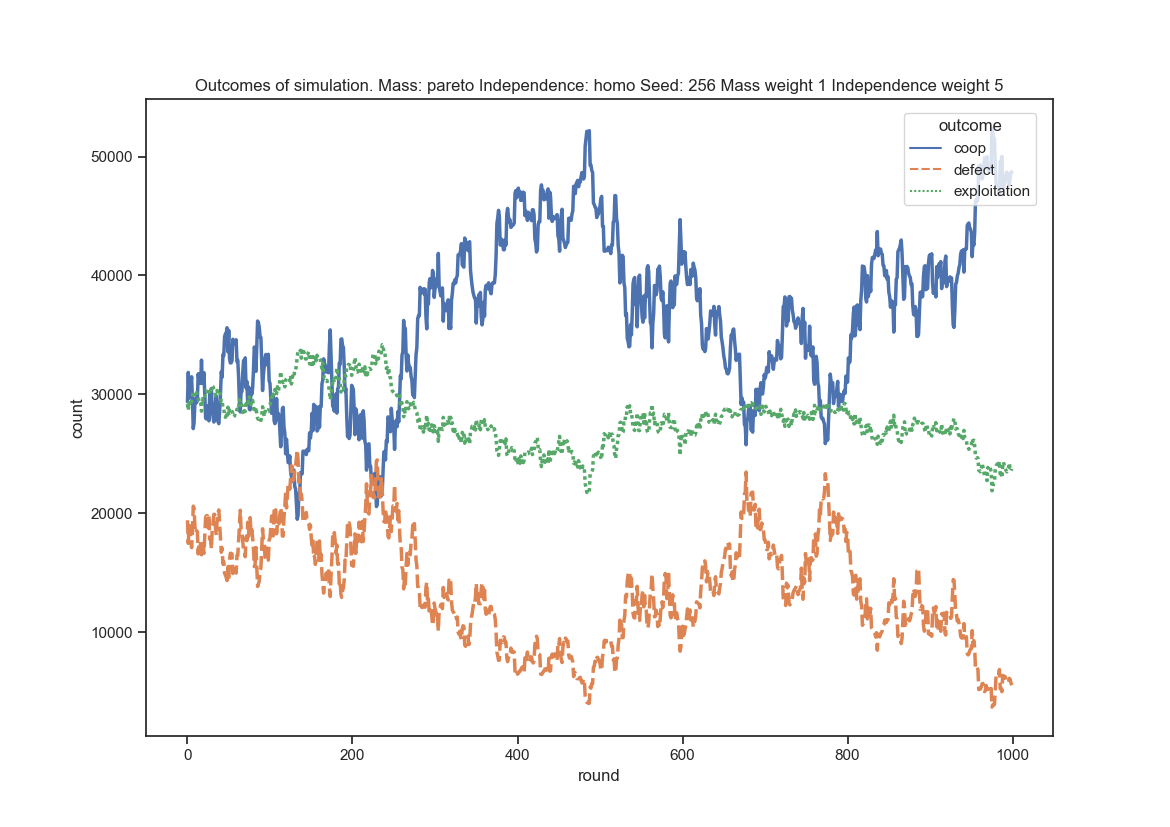 Outcomes of simulation. Mass: pareto Independence: homo Seed: 256 Mass weight 1 Independence weight 5
outcome
coop
defect
exploitation
50000
40000
30000
20000
10000
count
0 200 400 600 800 1000
round